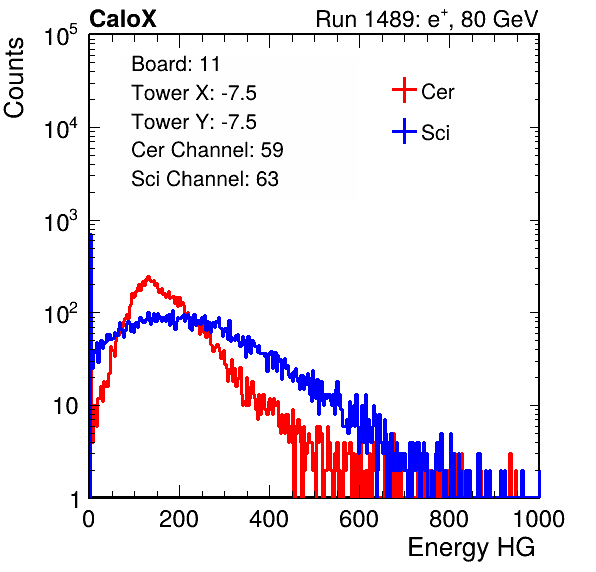 CaloX Run 1489: e⁺, 80 GeV
Counts
10⁵
10⁴
10³
10²
10
1
Board: 11
Tower X: -7.5
Tower Y: -7.5
Cer Channel: 59
Sci Channel: 63
Cer
Sci
0 200 400 600 800 1000
Energy HG